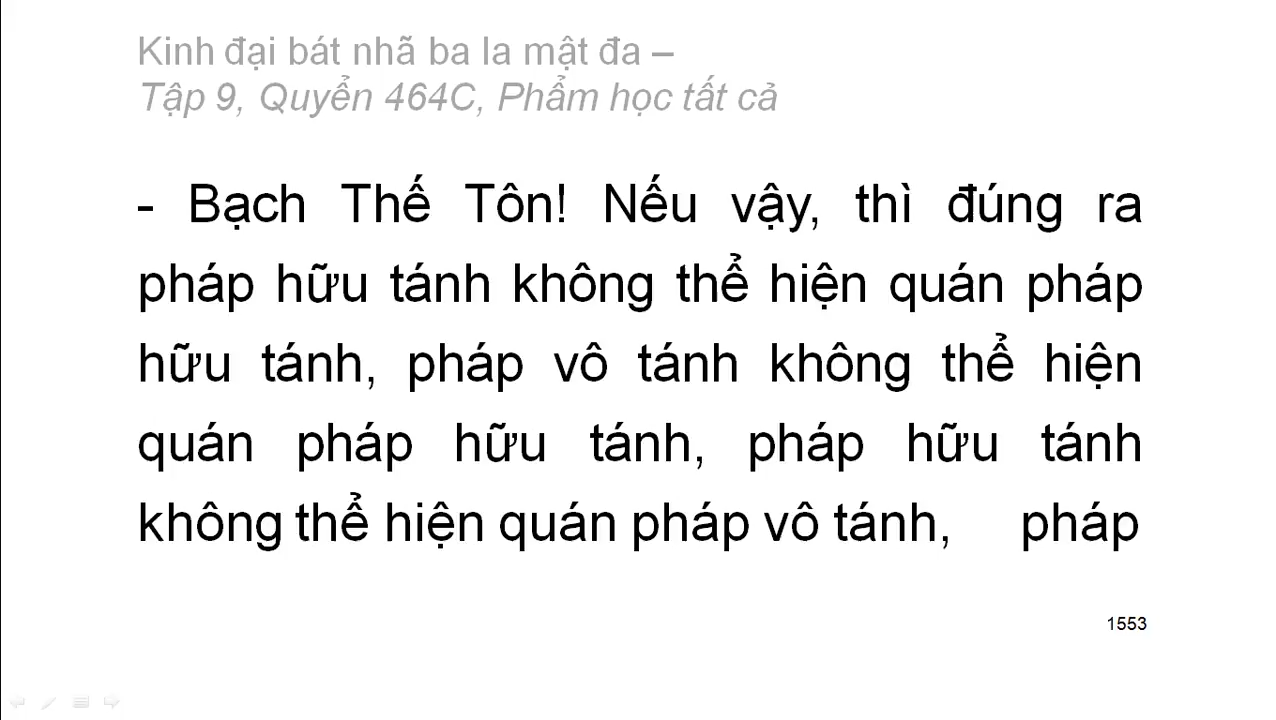 Kinh đại bát nhã ba la mật đa –
Tập 9, Quyển 464C, Phẩm học tất cả
- Bạch Thế Tôn! Nếu vậy, thì đúng ra
pháp hữu tánh không thể hiện quán pháp
hữu tánh, pháp vô tánh không thể hiện
quán pháp hữu tánh, pháp hữu tánh
không thể hiện quán pháp vô tánh, pháp
1553